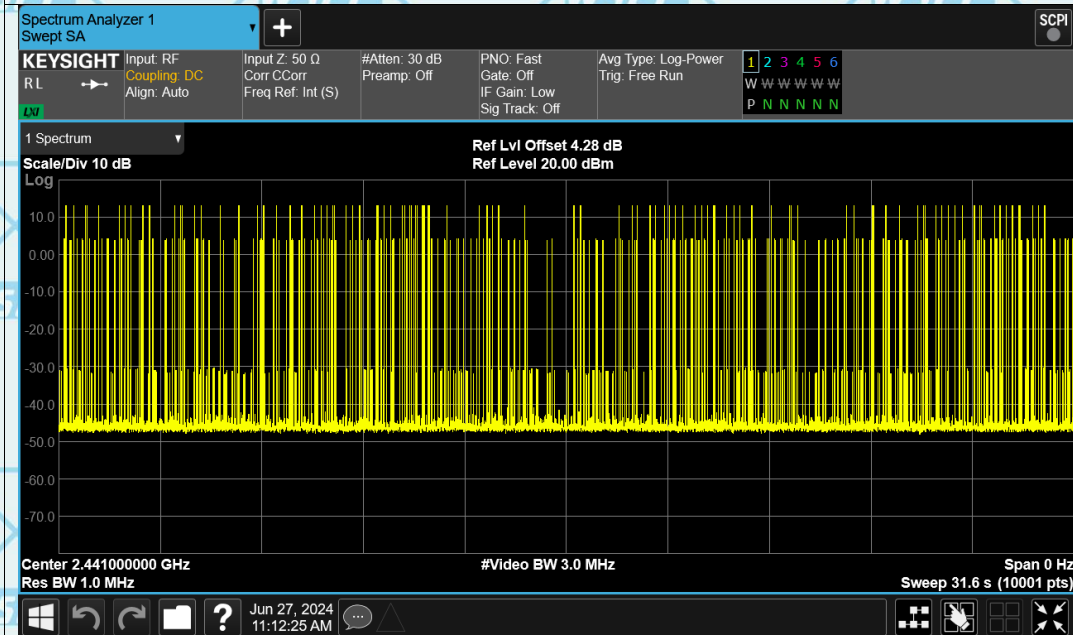 Spectrum Analyzer 1
Swept SA
+
SCPI
KEYSIGHT
R L
LXI
Input: RF
Coupling: DC
Align: Auto
Input Z: 50 Ω
Corr CCorr
Freq Ref: Int (S)
#Atten: 30 dB
Preamp: Off
PNO: Fast
Gate: Off
IF Gain: Low
Sig Track: Off
Avg Type: Log-Power
Trig: Free Run
1 2 3 4 5 6
W W W W W W
P N N N N N
1 Spectrum
Scale/Div 10 dB
Ref Lvl Offset 4.28 dB
Ref Level 20.00 dBm
Log
10.0
0.00
-10.0
-20.0
-30.0
-40.0
-50.0
-60.0
-70.0
Center 2.441000000 GHz
#Video BW 3.0 MHz
Span 0 Hz
Res BW 1.0 MHz
Sweep 31.6 s (10001 pts)
?
Jun 27, 2024
11:12:25 AM